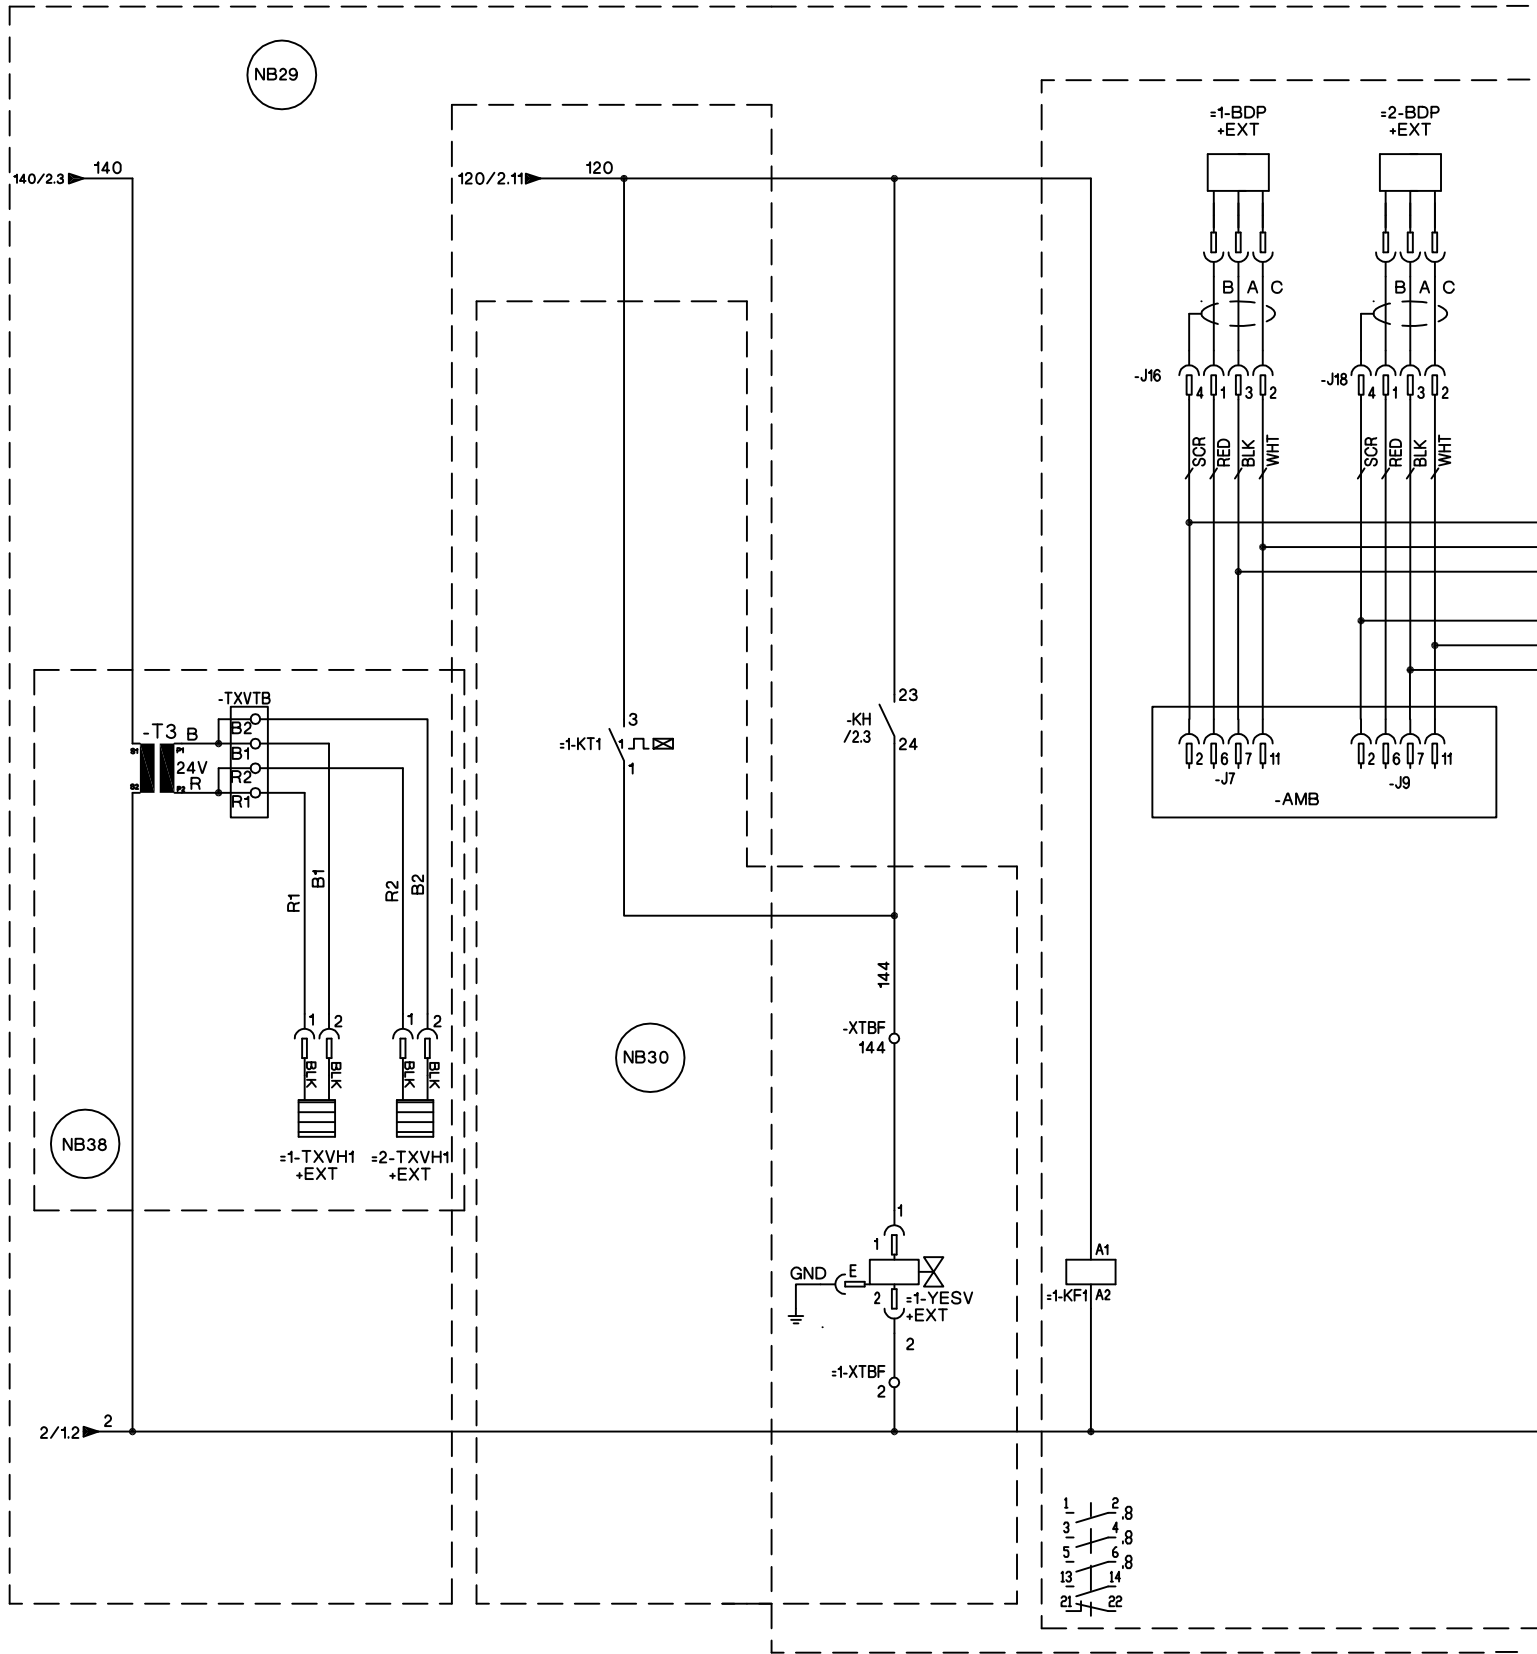 NB29
=1-BDP
+EXT
=2-BDP
+EXT
140/2.3
140
120/2.11
120
B A C
B A C
-J16
4 1 3 2
-J18
4 1 3 2
SCR
RED
BLK
WHT
SCR
RED
BLK
WHT
-TXVTB
B2
B1
R2
R1
-T3
B
24V
R
S1
S2
P1
P2
=1-KT1
3
1
1
-KH
/2.3
23
24
2 6 7 11
-J7
2 6 7 11
-J9
-AMB
R1
B1
R2
B2
144
-XTBF
144
NB30
1 2
1 2
BLK
BLK
BLK
BLK
NB38
=1-TXVH1
+EXT
=2-TXVH1
+EXT
1
1
GND
E
2
=1-YESV
+EXT
2
=1-XTBF
2
A1
=1-KF1
A2
2/1.2
2
1 2 .8
3 4 .8
5 6 .8
13 14
21 22